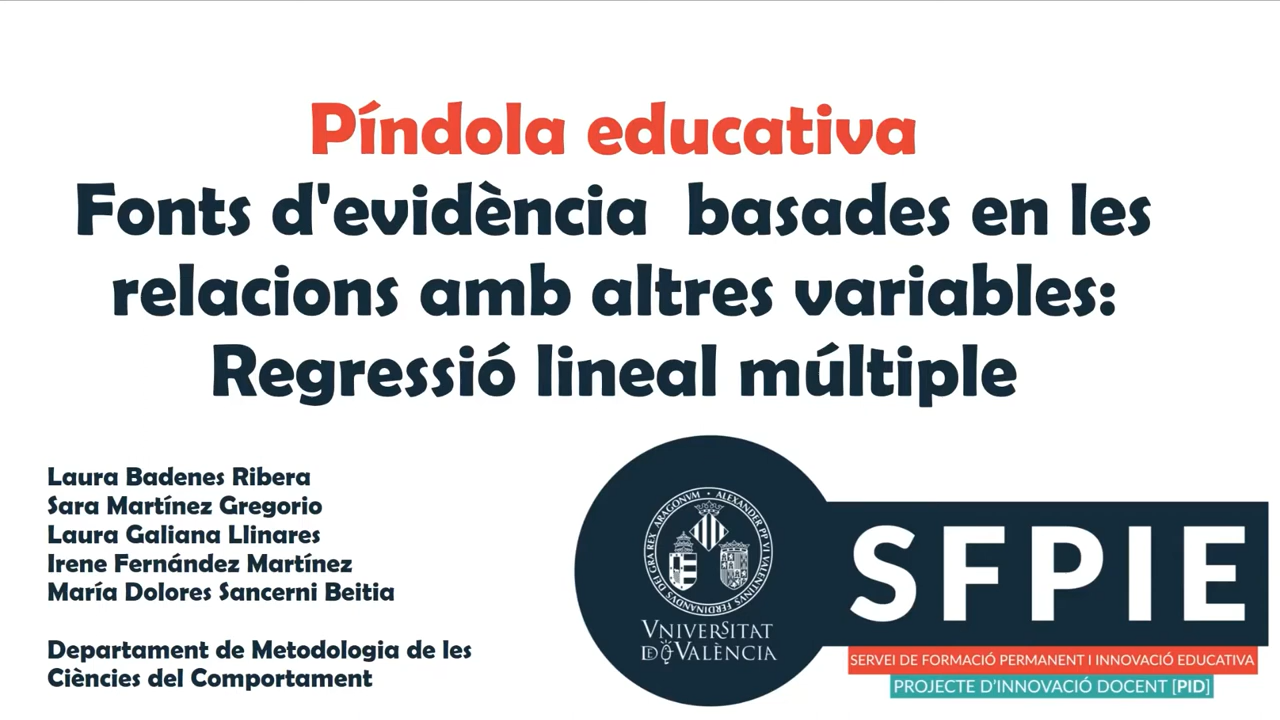 Píndola educativa
Fonts d'evidència basades en les
relacions amb altres variables:
Regressió lineal múltiple
Laura Badenes Ribera
Sara Martínez Gregorio
Laura Galiana Llinares
Irene Fernández Martínez
María Dolores Sancerni Beitia
Departament de Metodologia de les
Ciències del Comportament
VNIVERSITAT
DE VALÈNCIA
SFPIE
SERVEI DE FORMACIÓ PERMANENT I INNOVACIÓ EDUCATIVA
PROJECTE D'INNOVACIÓ DOCENT [PID]